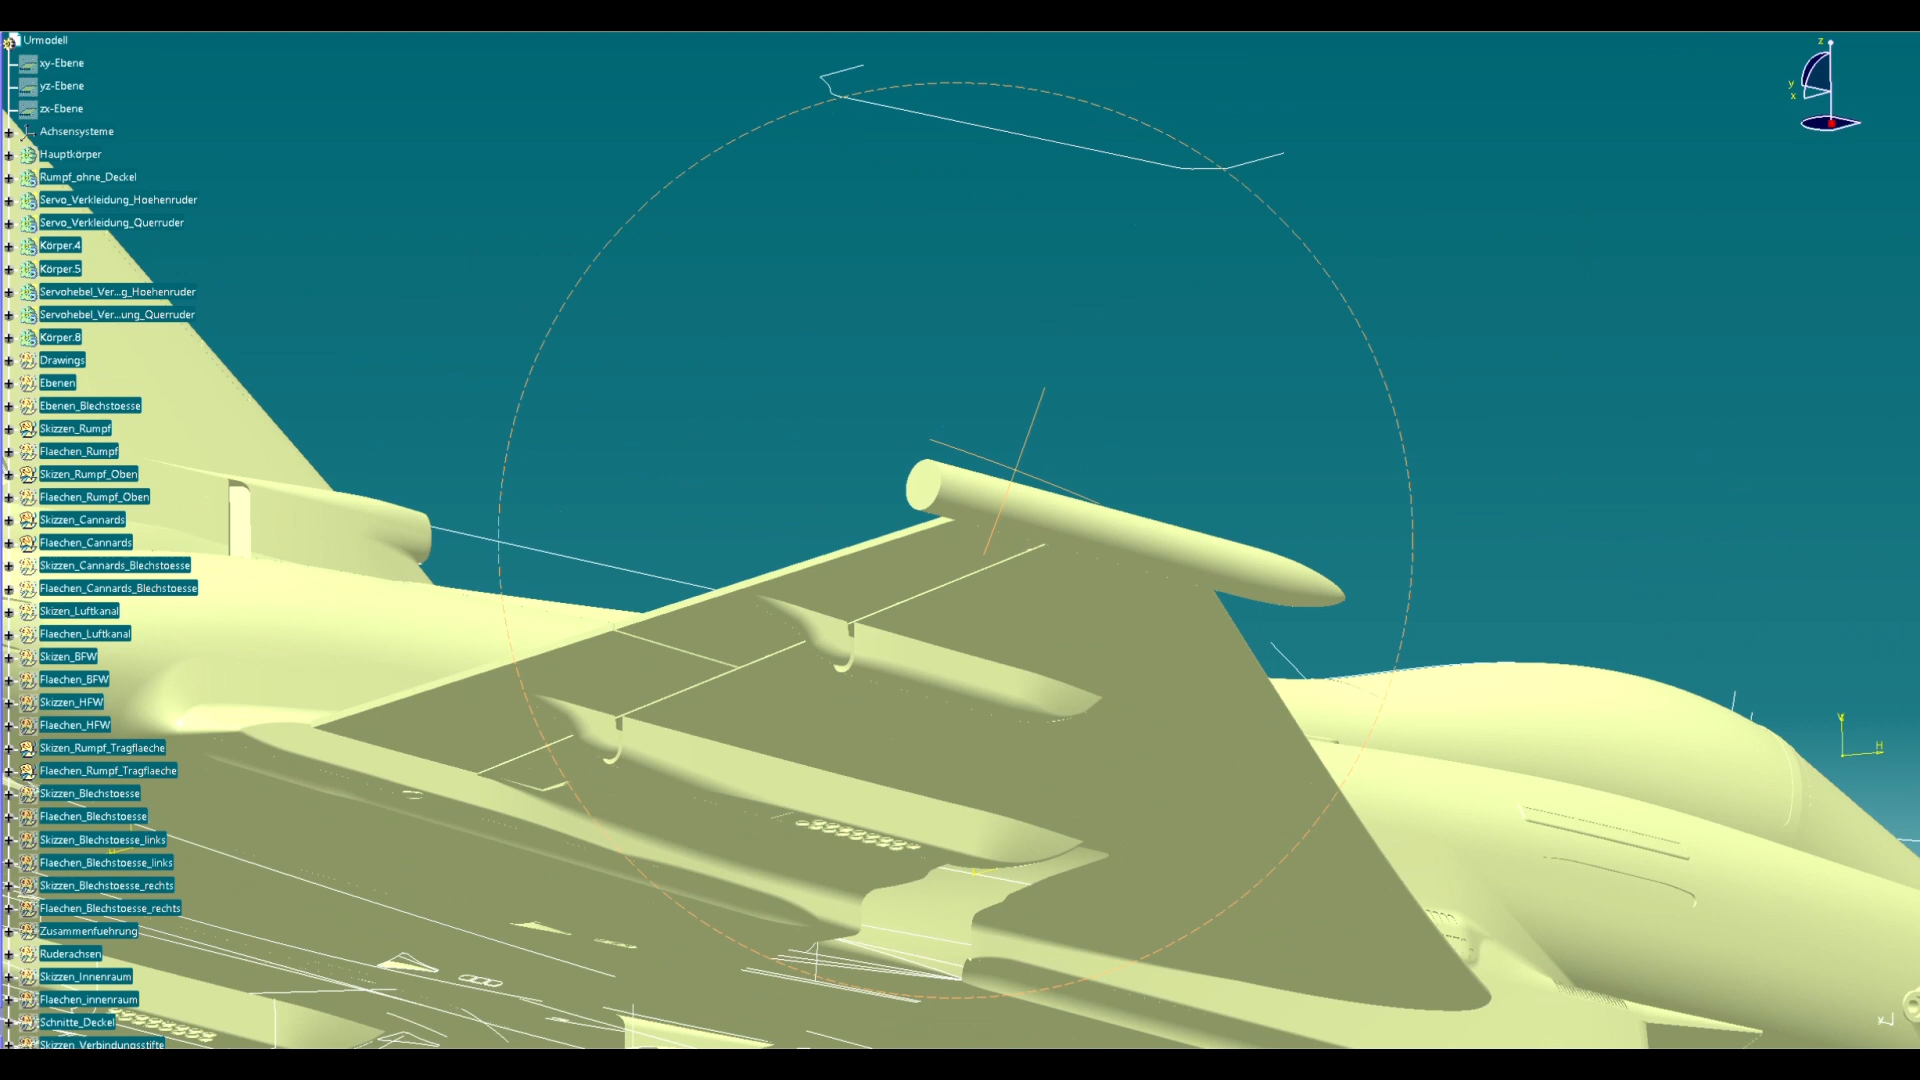 Urmodell
xy-Ebene
yz-Ebene
zx-Ebene
Achsensysteme
Hauptkörper
Rumpf_ohne_Deckel
Servo_Verkleidung_Hoehenruder
Servo_Verkleidung_Querruder
Körper.4
Körper.5
Servohebel_Ver...g_Hoehenruder
Servohebel_Ver...ung_Querruder
Körper.8
Drawings
Ebenen
Ebenen_Blechstoesse
Skizzen_Rumpf
Flaechen_Rumpf
Skizen_Rumpf_Oben
Flaechen_Rumpf_Oben
Skizzen_Cannards
Flaechen_Cannards
Skizzen_Cannards_Blechstoesse
Flaechen_Cannards_Blechstoesse
Skizen_Luftkanal
Flaechen_Luftkanal
Skizen_BFW
Flaechen_BFW
Skizzen_HFW
Flaechen_HFW
Skizen_Rumpf_Tragflaeche
Flaechen_Rumpf_Tragflaeche
Skizzen_Blechstoesse
Flaechen_Blechstoesse
Skizzen_Blechstoesse_links
Flaechen_Blechstoesse_links
Skizzen_Blechstoesse_rechts
Flaechen_Blechstoesse_rechts
Zusammenfuehrung
Ruderachsen
Skizzen_Innenraum
Flaechen_innenraum
Schnitte_Deckel
Skizzen_Verbindungsstifte
z
y
x
V
H